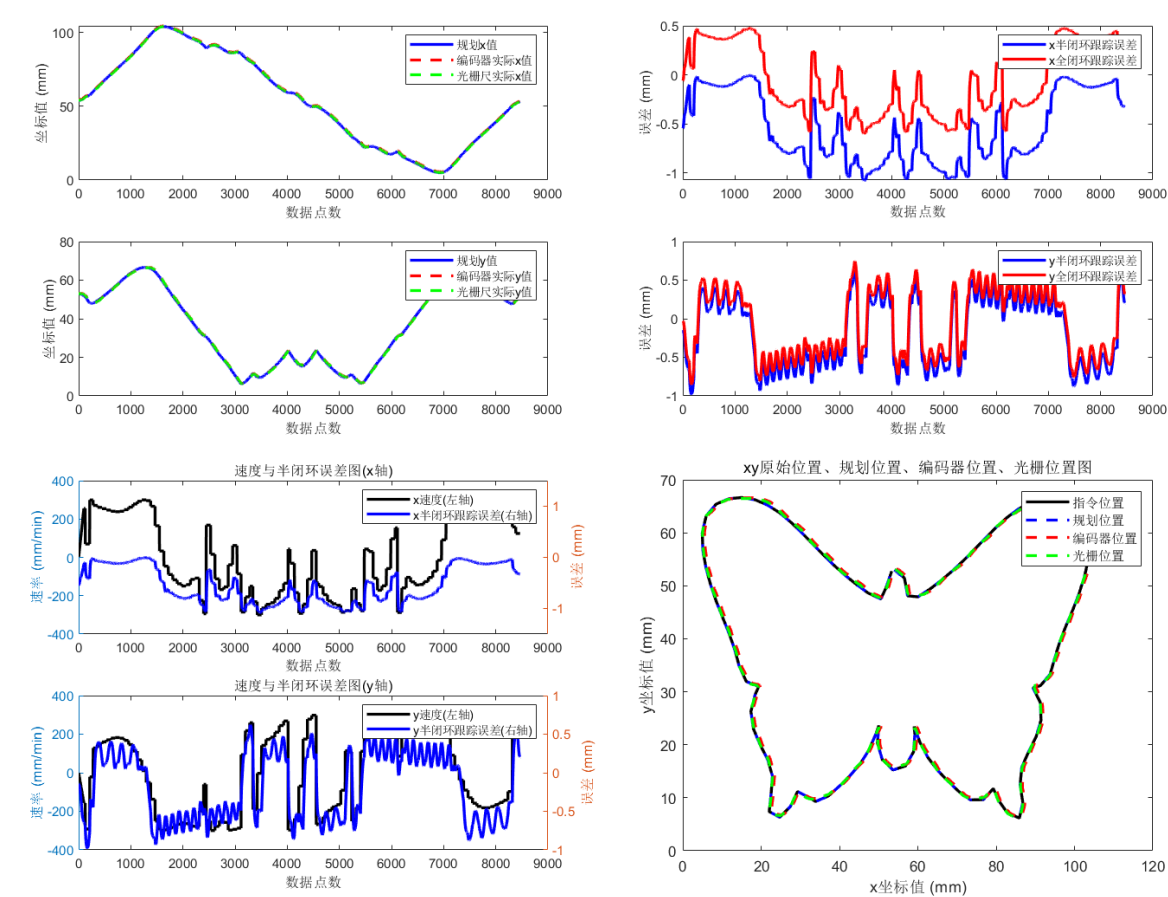 规划x值
编码器实际x值
光栅尺实际x值
坐标值 (mm)
100
50
0
0 1000 2000 3000 4000 5000 6000 7000 8000 9000
数据点数
x半闭环跟踪误差
x全闭环跟踪误差
误差 (mm)
0.5
0
-0.5
-1
0 1000 2000 3000 4000 5000 6000 7000 8000 9000
数据点数
规划y值
编码器实际y值
光栅尺实际y值
坐标值 (mm)
80
60
40
20
0
0 1000 2000 3000 4000 5000 6000 7000 8000 9000
数据点数
y半闭环跟踪误差
y全闭环跟踪误差
误差 (mm)
1
0.5
0
-0.5
-1
0 1000 2000 3000 4000 5000 6000 7000 8000 9000
数据点数
速度与半闭环误差图(x轴)
x速度(左轴)
x半闭环跟踪误差(右轴)
速率 (mm/min)
400
200
0
-200
-400
1
0
-1
误差 (mm)
0 1000 2000 3000 4000 5000 6000 7000 8000 9000
数据点数
速度与半闭环误差图(y轴)
y速度(左轴)
y半闭环跟踪误差(右轴)
速率 (mm/min)
400
200
0
-200
-400
1
0.5
0
-0.5
-1
误差 (mm)
0 1000 2000 3000 4000 5000 6000 7000 8000 9000
数据点数
xy原始位置、规划位置、编码器位置、光栅位置图
指令位置
规划位置
编码器位置
光栅位置
y坐标值 (mm)
70
60
50
40
30
20
10
0
0 20 40 60 80 100 120
x坐标值 (mm)